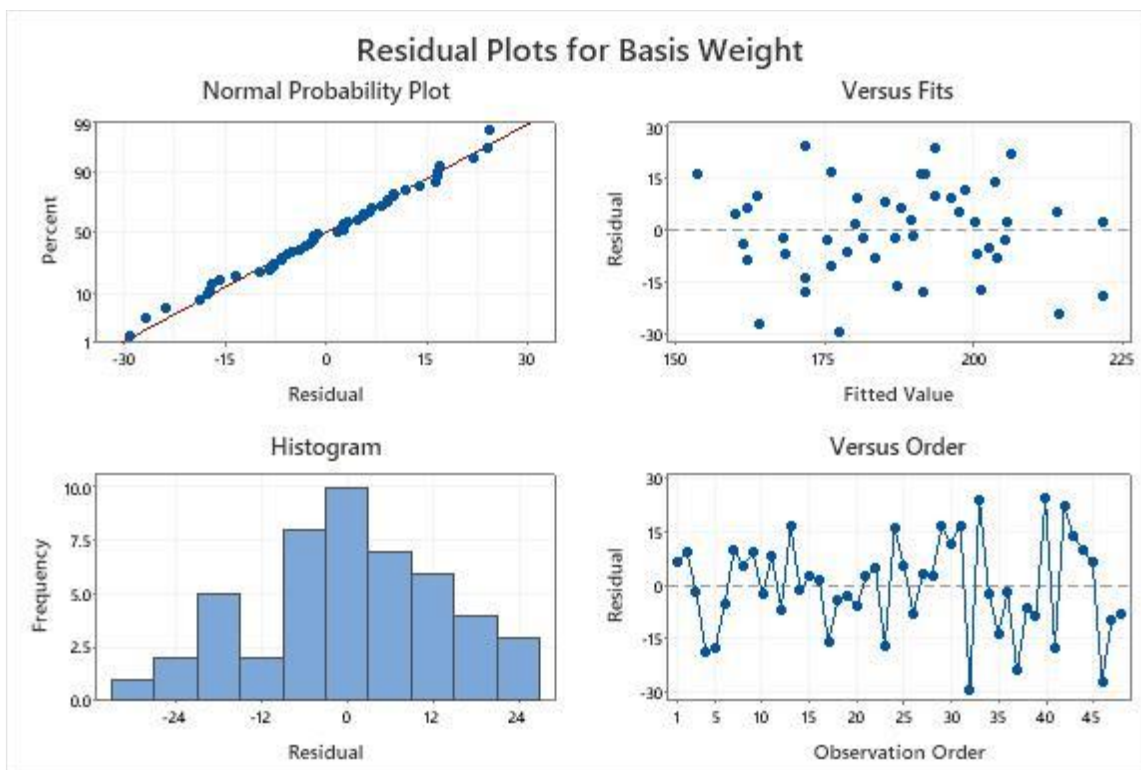 Residual Plots for Basis Weight
Normal Probability Plot
99
90
50
10
1
Percent
-30 -15 0 15 30
Residual
Versus Fits
30
15
0
-15
-30
Residual
150 175 200 225
Fitted Value
Histogram
10.0
7.5
5.0
2.5
0.0
Frequency
-24 -12 0 12 24
Residual
Versus Order
30
15
0
-15
-30
Residual
1 5 10 15 20 25 30 35 40 45
Observation Order